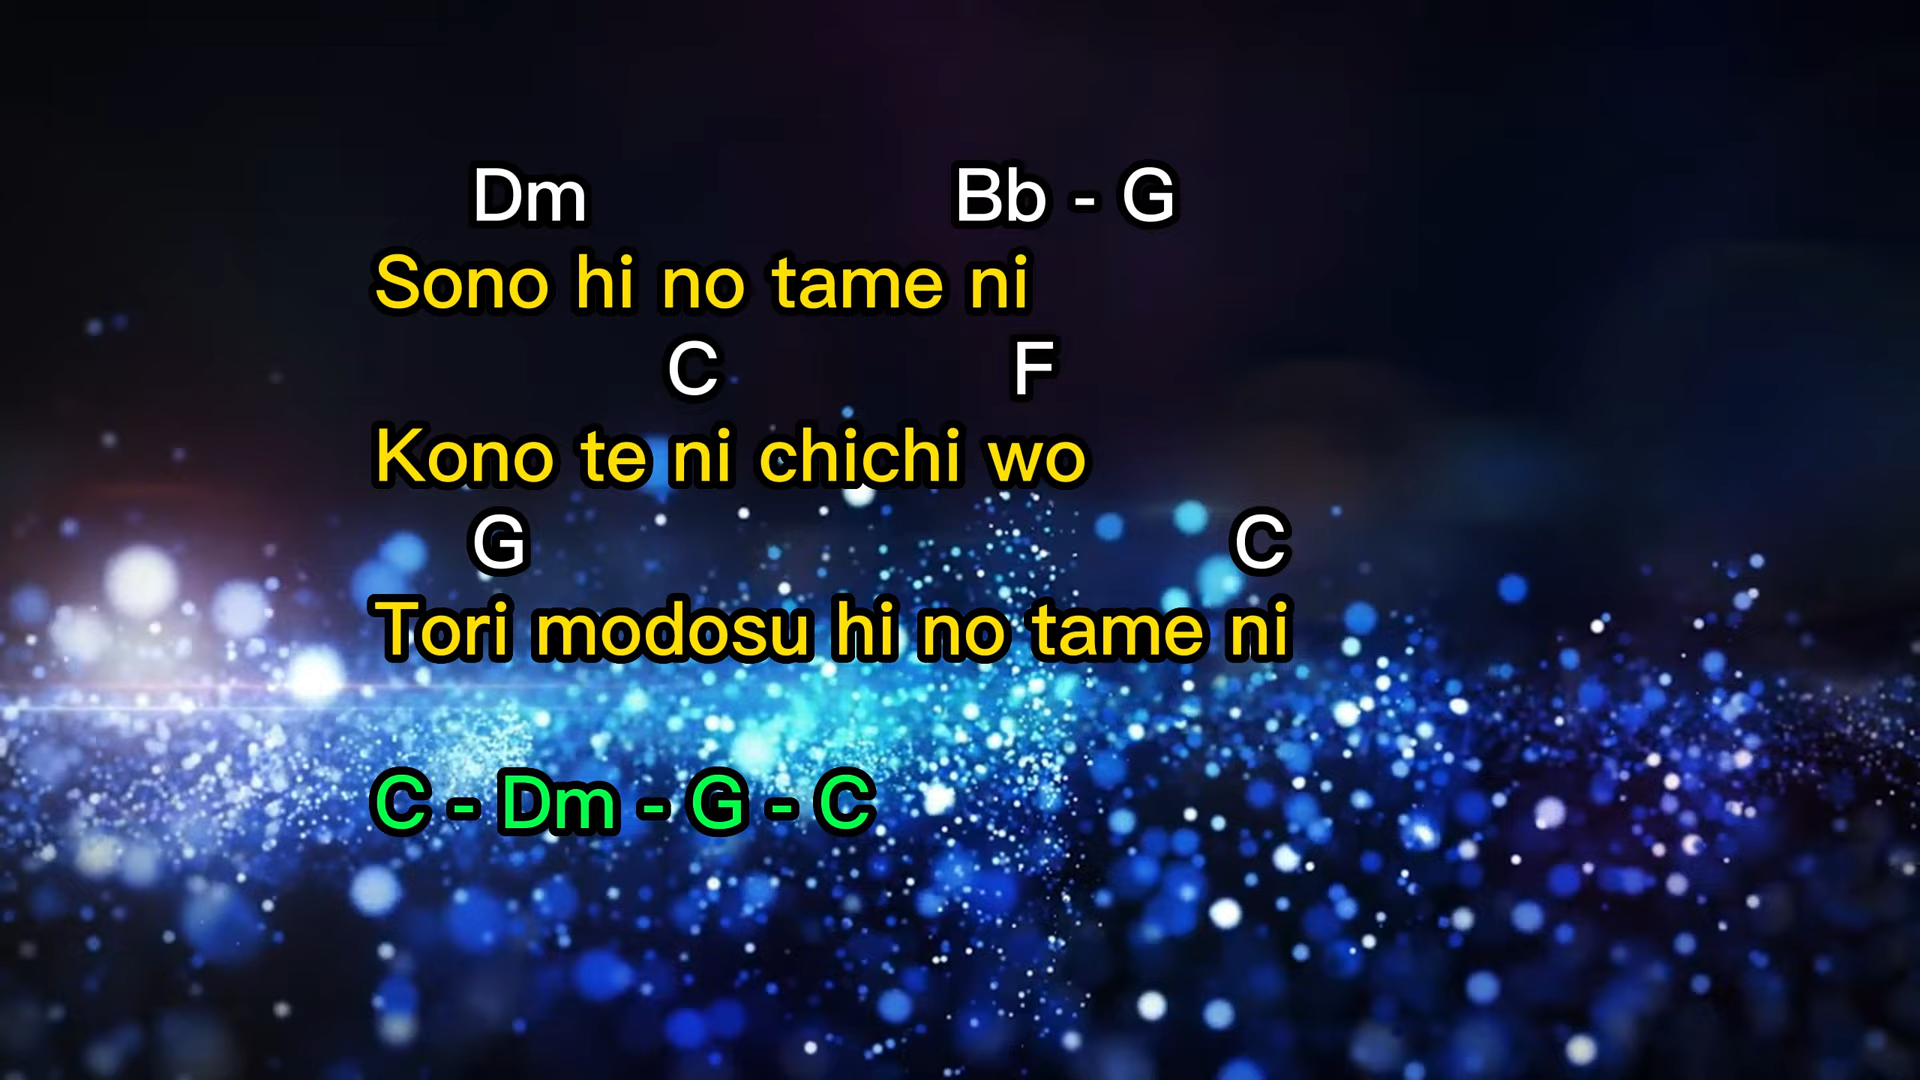 Dm Bb - G
Sono hi no tame ni
C F
Kono te ni chichi wo
G C
Tori modosu hi no tame ni
C - Dm - G - C